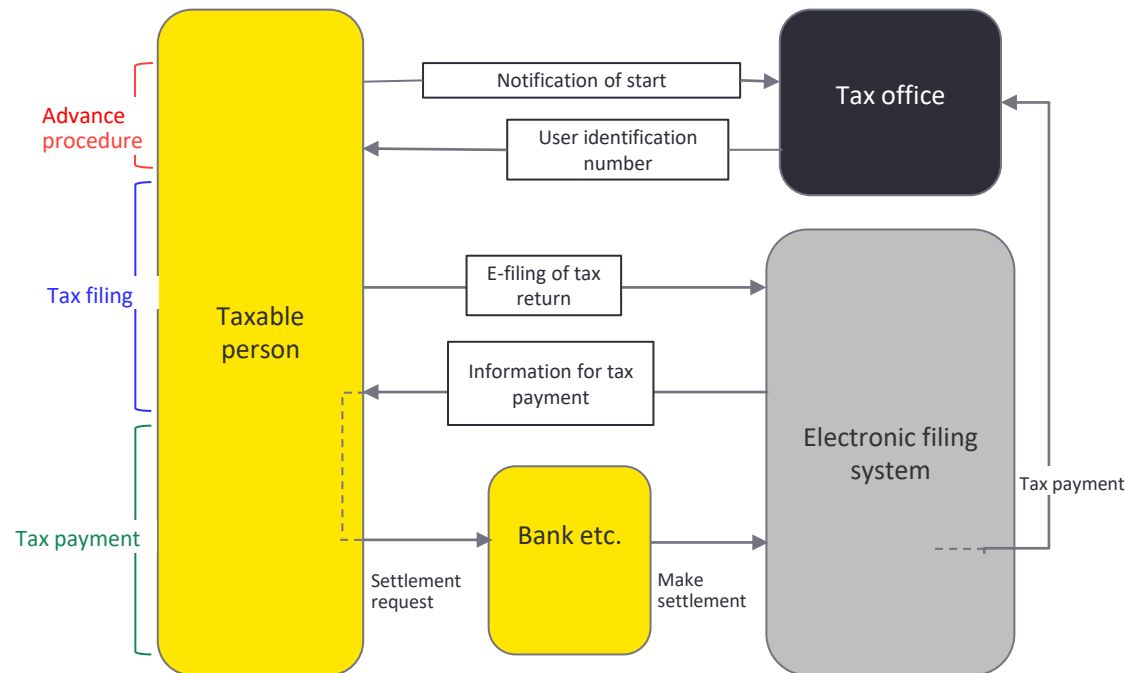 Notification of start
Tax office
Advance
procedure
User identification
number
Tax filing
E-filing of tax
return
Taxable
person
Information for tax
payment
Electronic filing
system
Tax payment
Tax payment
Bank etc.
Settlement
request
Make
settlement